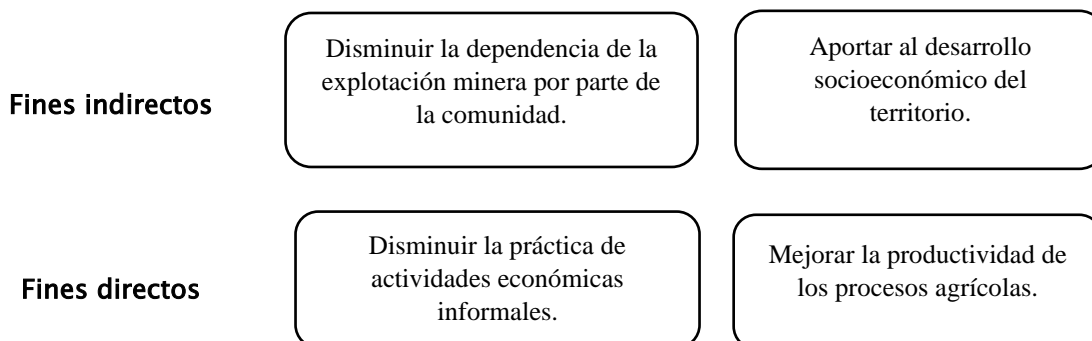 Fines indirectos
Disminuir la dependencia de la
explotación minera por parte de
la comunidad.
Aportar al desarrollo
socioeconómico del
territorio.
Fines directos
Disminuir la práctica de
actividades económicas
informales.
Mejorar la productividad de
los procesos agrícolas.